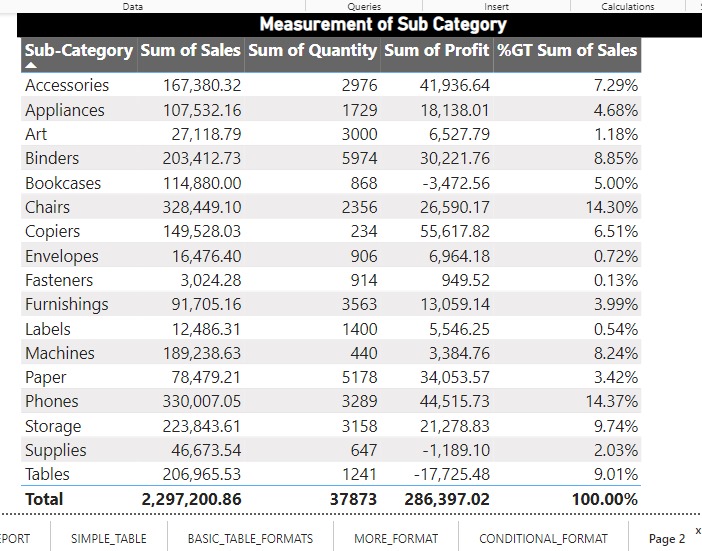 Data Queries Insert Calculations
Measurement of Sub Category
Sub-Category Sum of Sales Sum of Quantity Sum of Profit %GT Sum of Sales
Accessories 167,380.32 2976 41,936.64 7.29%
Appliances 107,532.16 1729 18,138.01 4.68%
Art 27,118.79 3000 6,527.79 1.18%
Binders 203,412.73 5974 30,221.76 8.85%
Bookcases 114,880.00 868 -3,472.56 5.00%
Chairs 328,449.10 2356 26,590.17 14.30%
Copiers 149,528.03 234 55,617.82 6.51%
Envelopes 16,476.40 906 6,964.18 0.72%
Fasteners 3,024.28 914 949.52 0.13%
Furnishings 91,705.16 3563 13,059.14 3.99%
Labels 12,486.31 1400 5,546.25 0.54%
Machines 189,238.63 440 3,384.76 8.24%
Paper 78,479.21 5178 34,053.57 3.42%
Phones 330,007.05 3289 44,515.73 14.37%
Storage 223,843.61 3158 21,278.83 9.74%
Supplies 46,673.54 647 -1,189.10 2.03%
Tables 206,965.53 1241 -17,725.48 9.01%
Total 2,297,200.86 37873 286,397.02 100.00%
PORT SIMPLE_TABLE BASIC_TABLE_FORMATS MORE_FORMAT CONDITIONAL_FORMAT Page 2 x